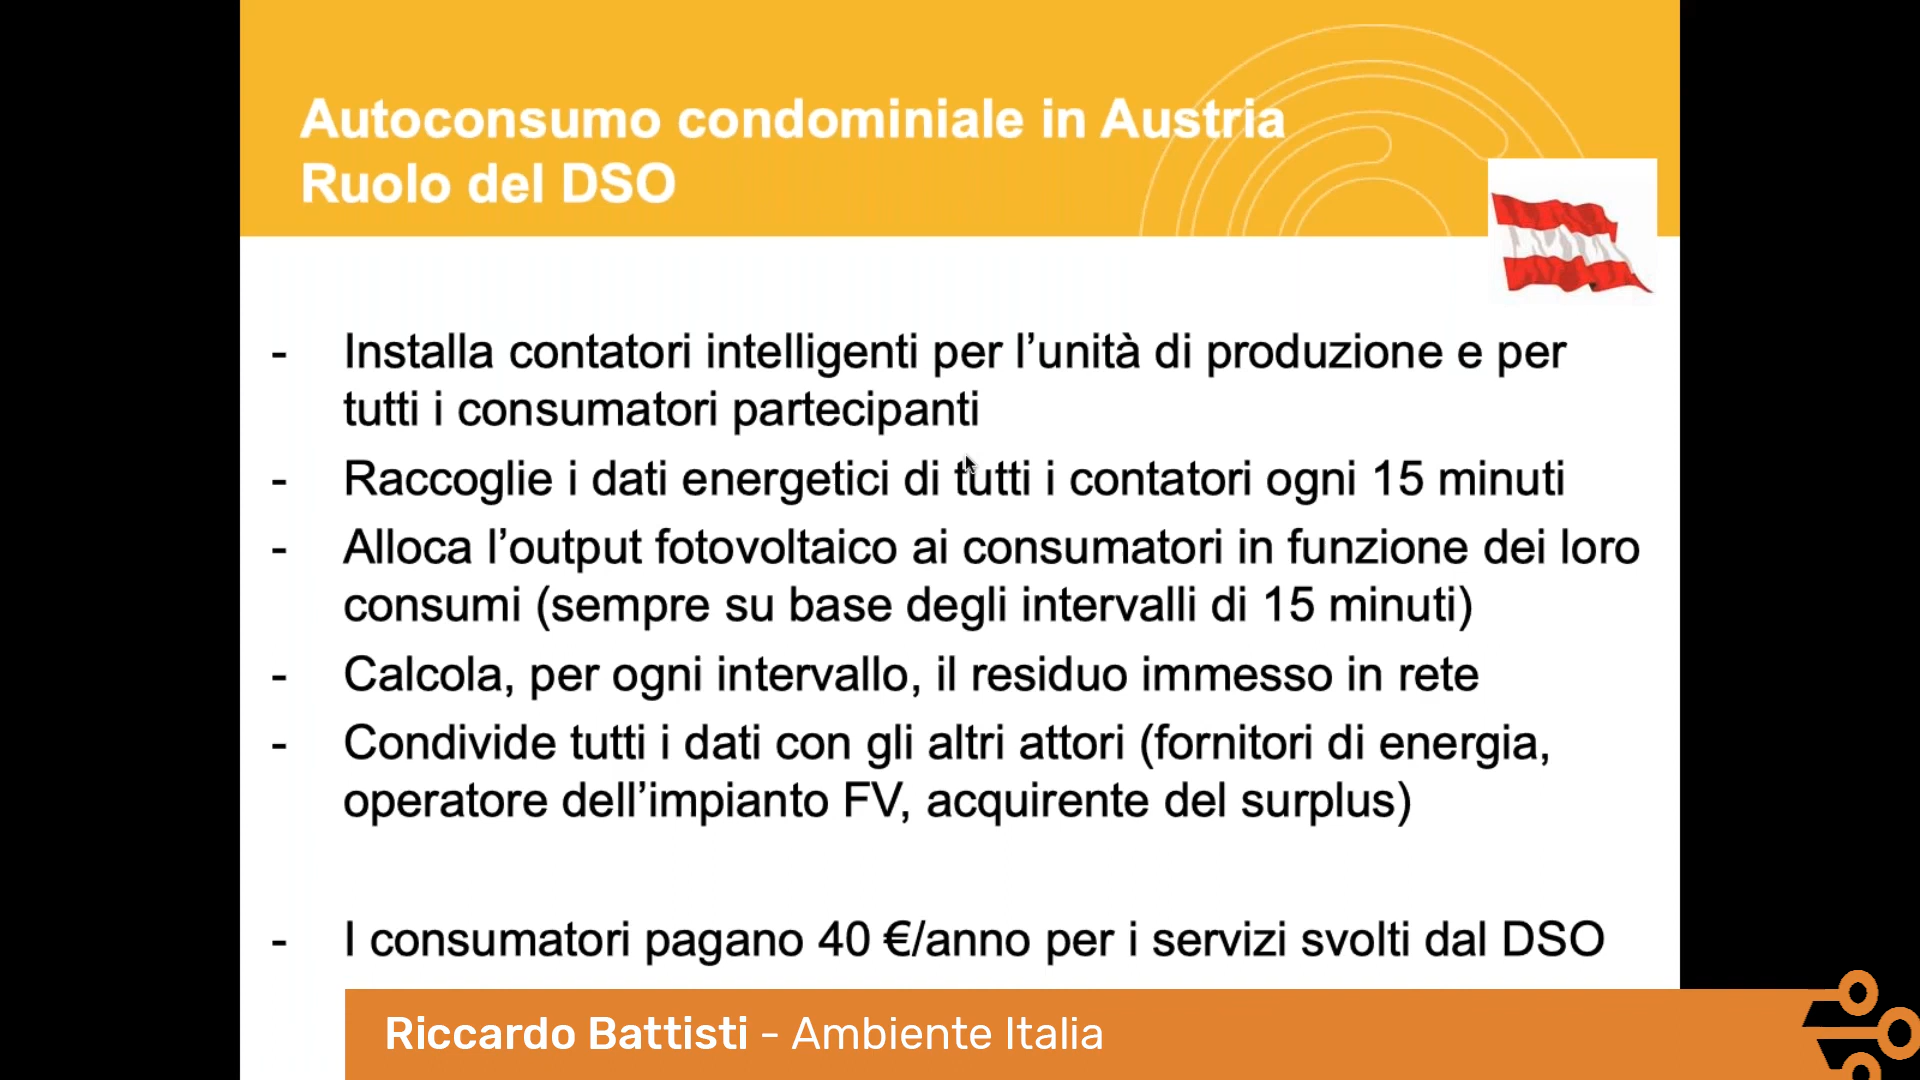 Autoconsumo condominiale in Austria
Ruolo del DSO
- Installa contatori intelligenti per l’unità di produzione e per
tutti i consumatori partecipanti
- Raccoglie i dati energetici di tutti i contatori ogni 15 minuti
- Alloca l’output fotovoltaico ai consumatori in funzione dei loro
consumi (sempre su base degli intervalli di 15 minuti)
- Calcola, per ogni intervallo, il residuo immesso in rete
- Condivide tutti i dati con gli altri attori (fornitori di energia,
operatore dell’impianto FV, acquirente del surplus)
- I consumatori pagano 40 €/anno per i servizi svolti dal DSO
Riccardo Battisti - Ambiente Italia